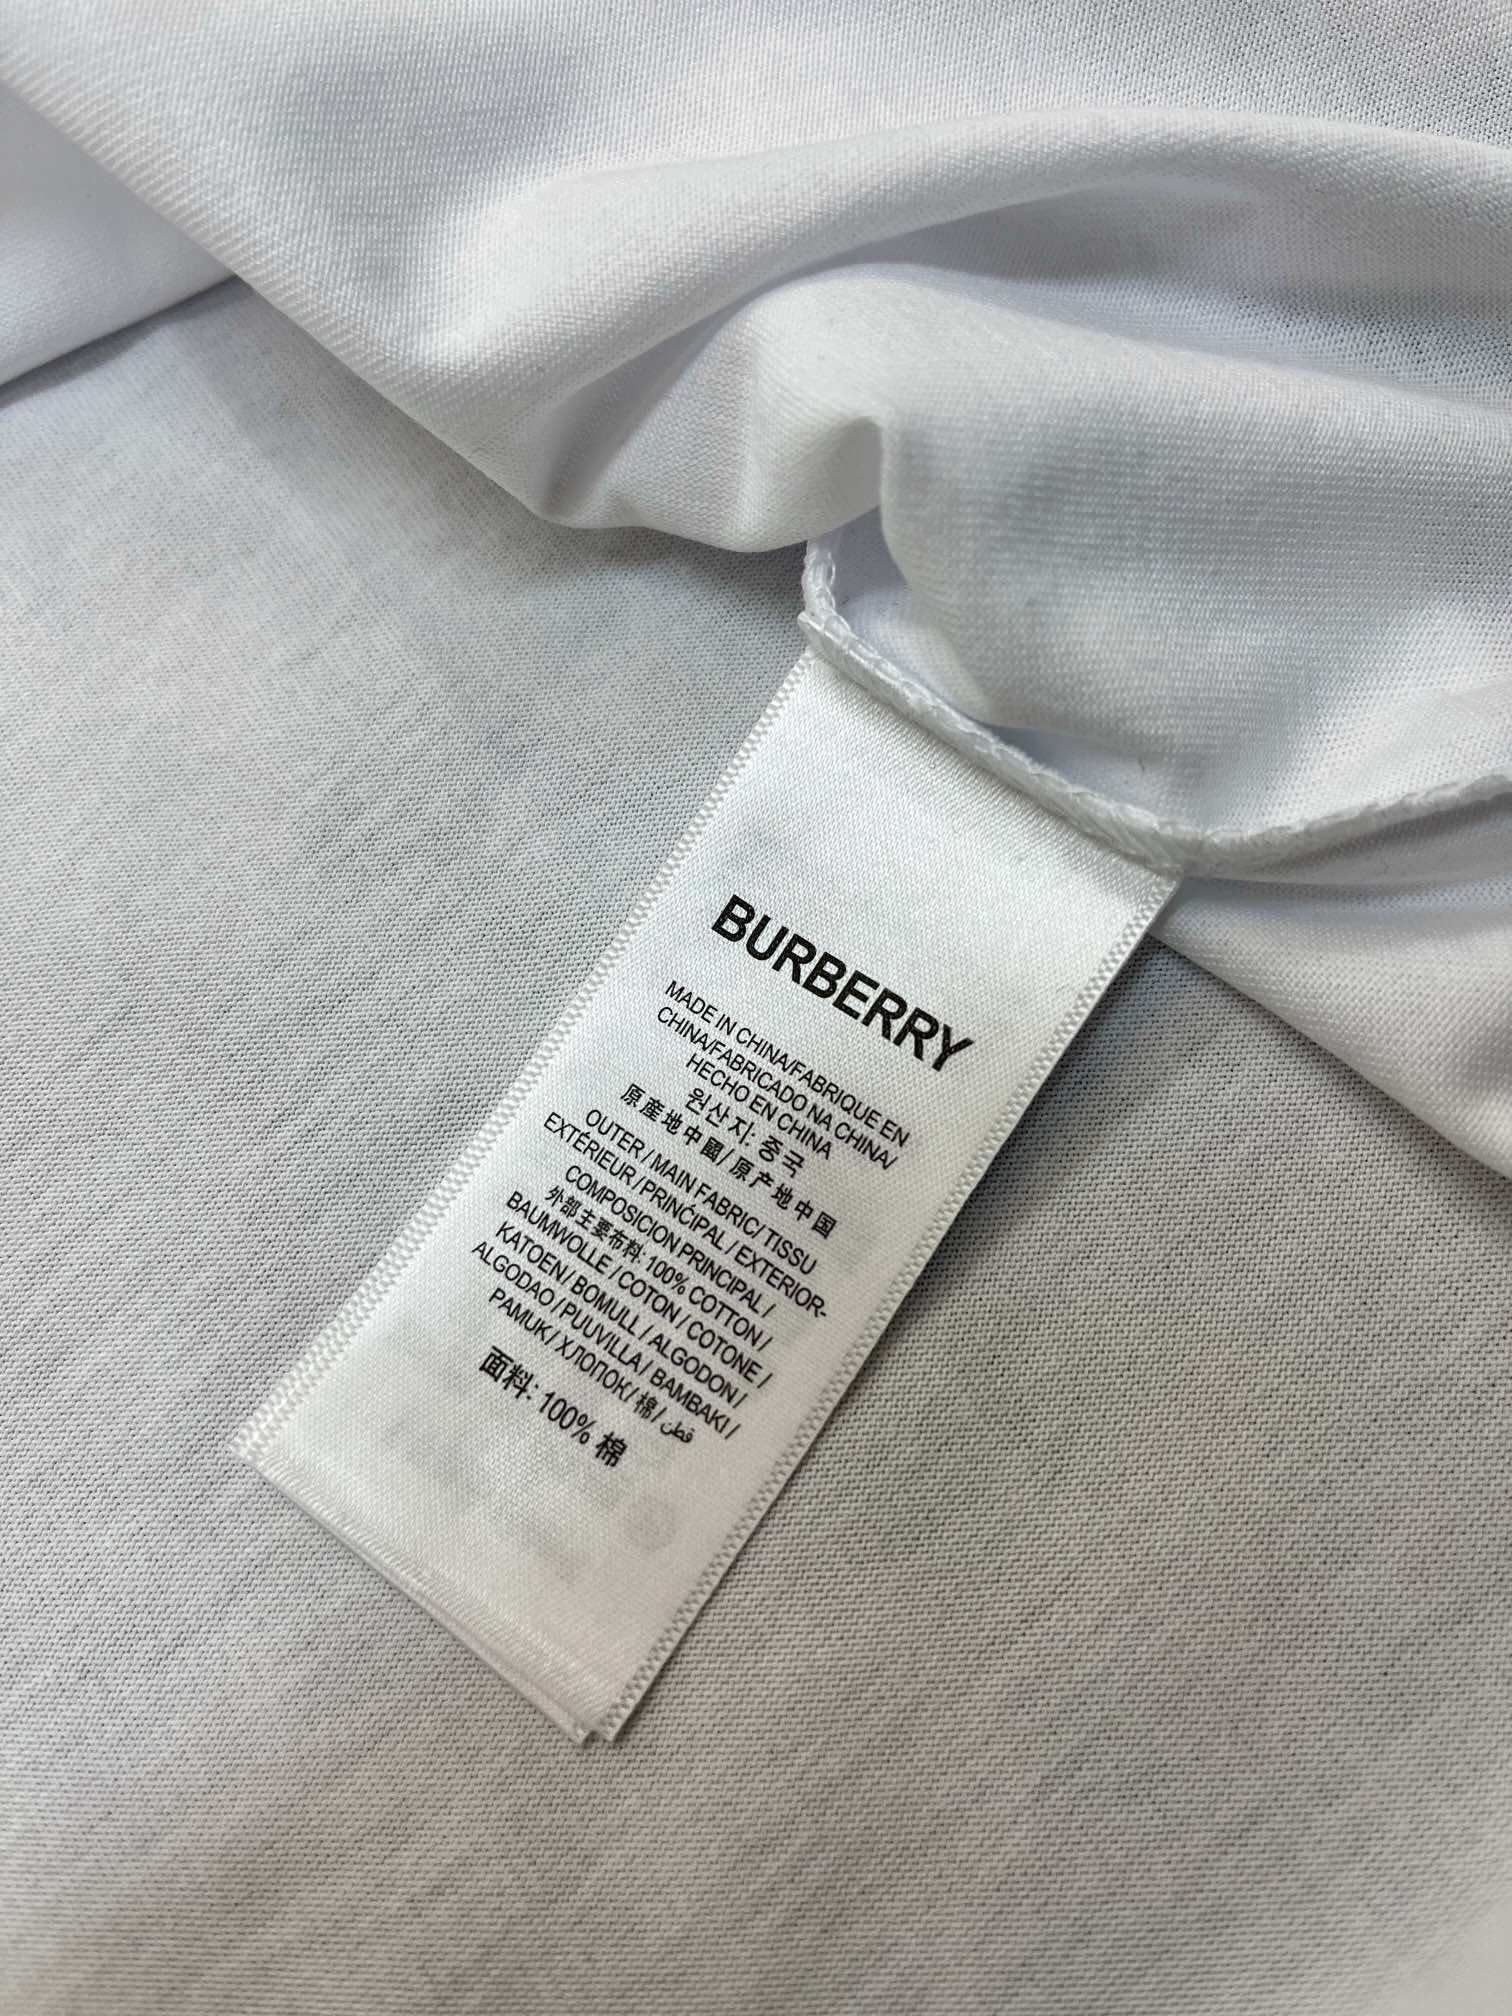 BURBERRY
MADE IN CHINA/FABRIQUE EN
CHINA/FABRICADO NA CHINA/
HECHO EN CHINA
원산지: 중국
原産地中國/ 原产地中国
OUTER / MAIN FABRIC/ TISSU
EXTÉRIEUR / PRINĆIPAL / EXTERIOR-
COMPOSICION PRINCIPAL /
外部主要布料: 100% COTTON /
BAUMWOLLE / COTON / COTONE /
KATOEN / BOMULL / ALGODON /
ALGODAO / PUUVILLA / BAMBAKI /
PAMUK / ХЛОПОК / 棉 / قطن
面料: 100% 棉